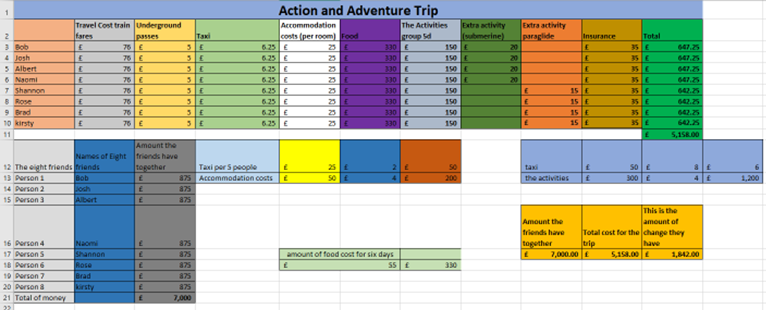 1 Action and Adventure Trip
Travel Cost train Underground Accommodation The Activities Extra activity Extra activity
2 fares passes Taxi costs (per room) Food group 5d (submerine) paraglide Insurance Total
3 Bob £ 76 £ 5 £ 6.25 £ 25 £ 330 £ 150 £ 20 £ 35 £ 647.25
4 Josh £ 76 £ 5 £ 6.25 £ 25 £ 330 £ 150 £ 20 £ 35 £ 647.25
5 Albert £ 76 £ 5 £ 6.25 £ 25 £ 330 £ 150 £ 20 £ 35 £ 647.25
6 Naomi £ 76 £ 5 £ 6.25 £ 25 £ 330 £ 150 £ 20 £ 35 £ 647.25
7 Shannon £ 76 £ 5 £ 6.25 £ 25 £ 330 £ 150 £ 15 £ 35 £ 642.25
8 Rose £ 76 £ 5 £ 6.25 £ 25 £ 330 £ 150 £ 15 £ 35 £ 642.25
9 Brad £ 76 £ 5 £ 6.25 £ 25 £ 330 £ 150 £ 15 £ 35 £ 642.25
10 kirsty £ 76 £ 5 £ 6.25 £ 25 £ 330 £ 150 £ 15 £ 35 £ 642.25
11 £ 5,158.00
Amount the
Names of Eight friends have
12 The eight friends friends together Taxi per 5 people £ 25 £ 2 £ 50 taxi £ 50 £ 8 £ 6
13 Person 1 Bob £ 875 Accommodation costs £ 50 £ 4 £ 200 the activities £ 300 £ 4 £ 1,200
14 Person 2 Josh £ 875
15 Person 3 Albert £ 875
This is the
Amount the amount of
friends have Total cost for the change they
16 Person 4 Naomi £ 875 together trip have
17 Person 5 Shannon £ 875 amount of food cost for six days £ 7,000.00 £ 5,158.00 £ 1,842.00
18 Person 6 Rose £ 875 £ 55 £ 330
19 Person 7 Brad £ 875
20 Person 8 kirsty £ 875
21 Total of money £ 7,000